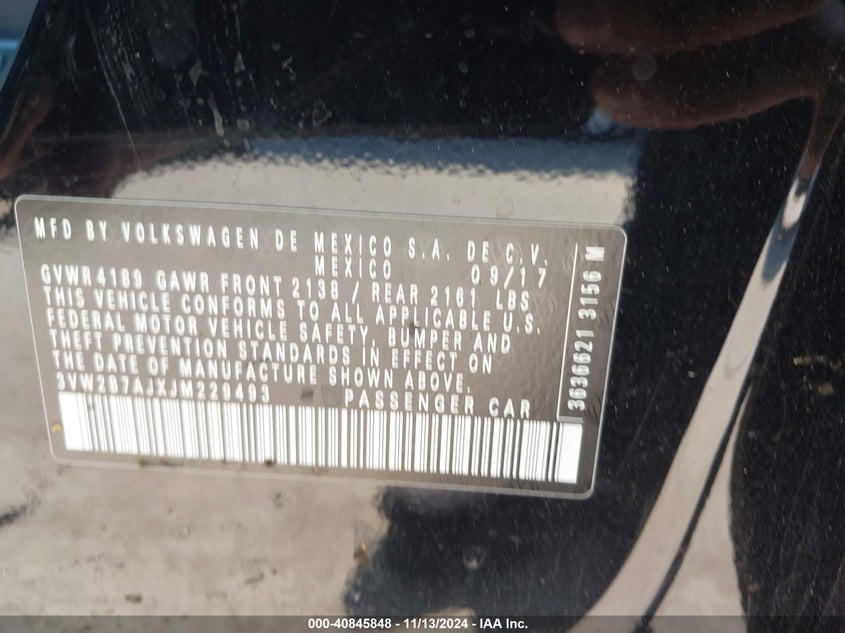 MFD BY VOLKSWAGEN DE MEXICO S.A. DE C.V.
MEXICO 09/17
GVWR 4189 GAWR FRONT 2138 / REAR 2161 LBS
THIS VEHICLE CONFORMS TO ALL APPLICABLE U.S.
FEDERAL MOTOR VEHICLE SAFETY, BUMPER AND
THEFT PREVENTION STANDARDS IN EFFECT ON
THE DATE OF MANUFACTURE SHOWN ABOVE.
3VW2B7AJXJM220493 PASSENGER CAR
3636621 3156 M
000-40845848 - 11/13/2024 - IAA Inc.